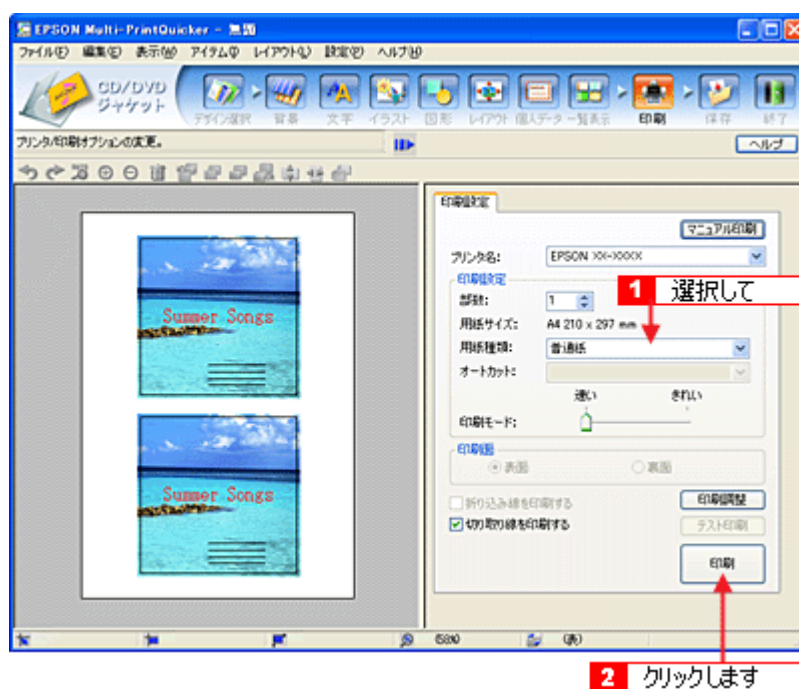 EPSON Multi-PrintQuicker - 無題
ファイル(F) 編集(E) 表示(W) アイテム(I) レイアウト(L) 設定(C) ヘルプ(H)
CD/DVD
ジャケット
デザイン選択 背景 文字 イラスト 図形 レイアウト 個人データ 一覧表示 印刷 保存 終了
プリンタ/印刷オプションの変更。
ヘルプ
印刷設定
マニュアル印刷
プリンタ名: EPSON XX-XXXX
印刷設定
部数: 1
1 選択して
用紙サイズ: A4 210 x 297 mm
用紙種類: 普通紙
オートカット:
速い きれい
印刷モード:
印刷面
表面 裏面
折り込み線を印刷する
印刷調整
切り取り線を印刷する
テスト印刷
印刷
Summer Songs
Summer Songs
(58%) (表)
2 クリックします